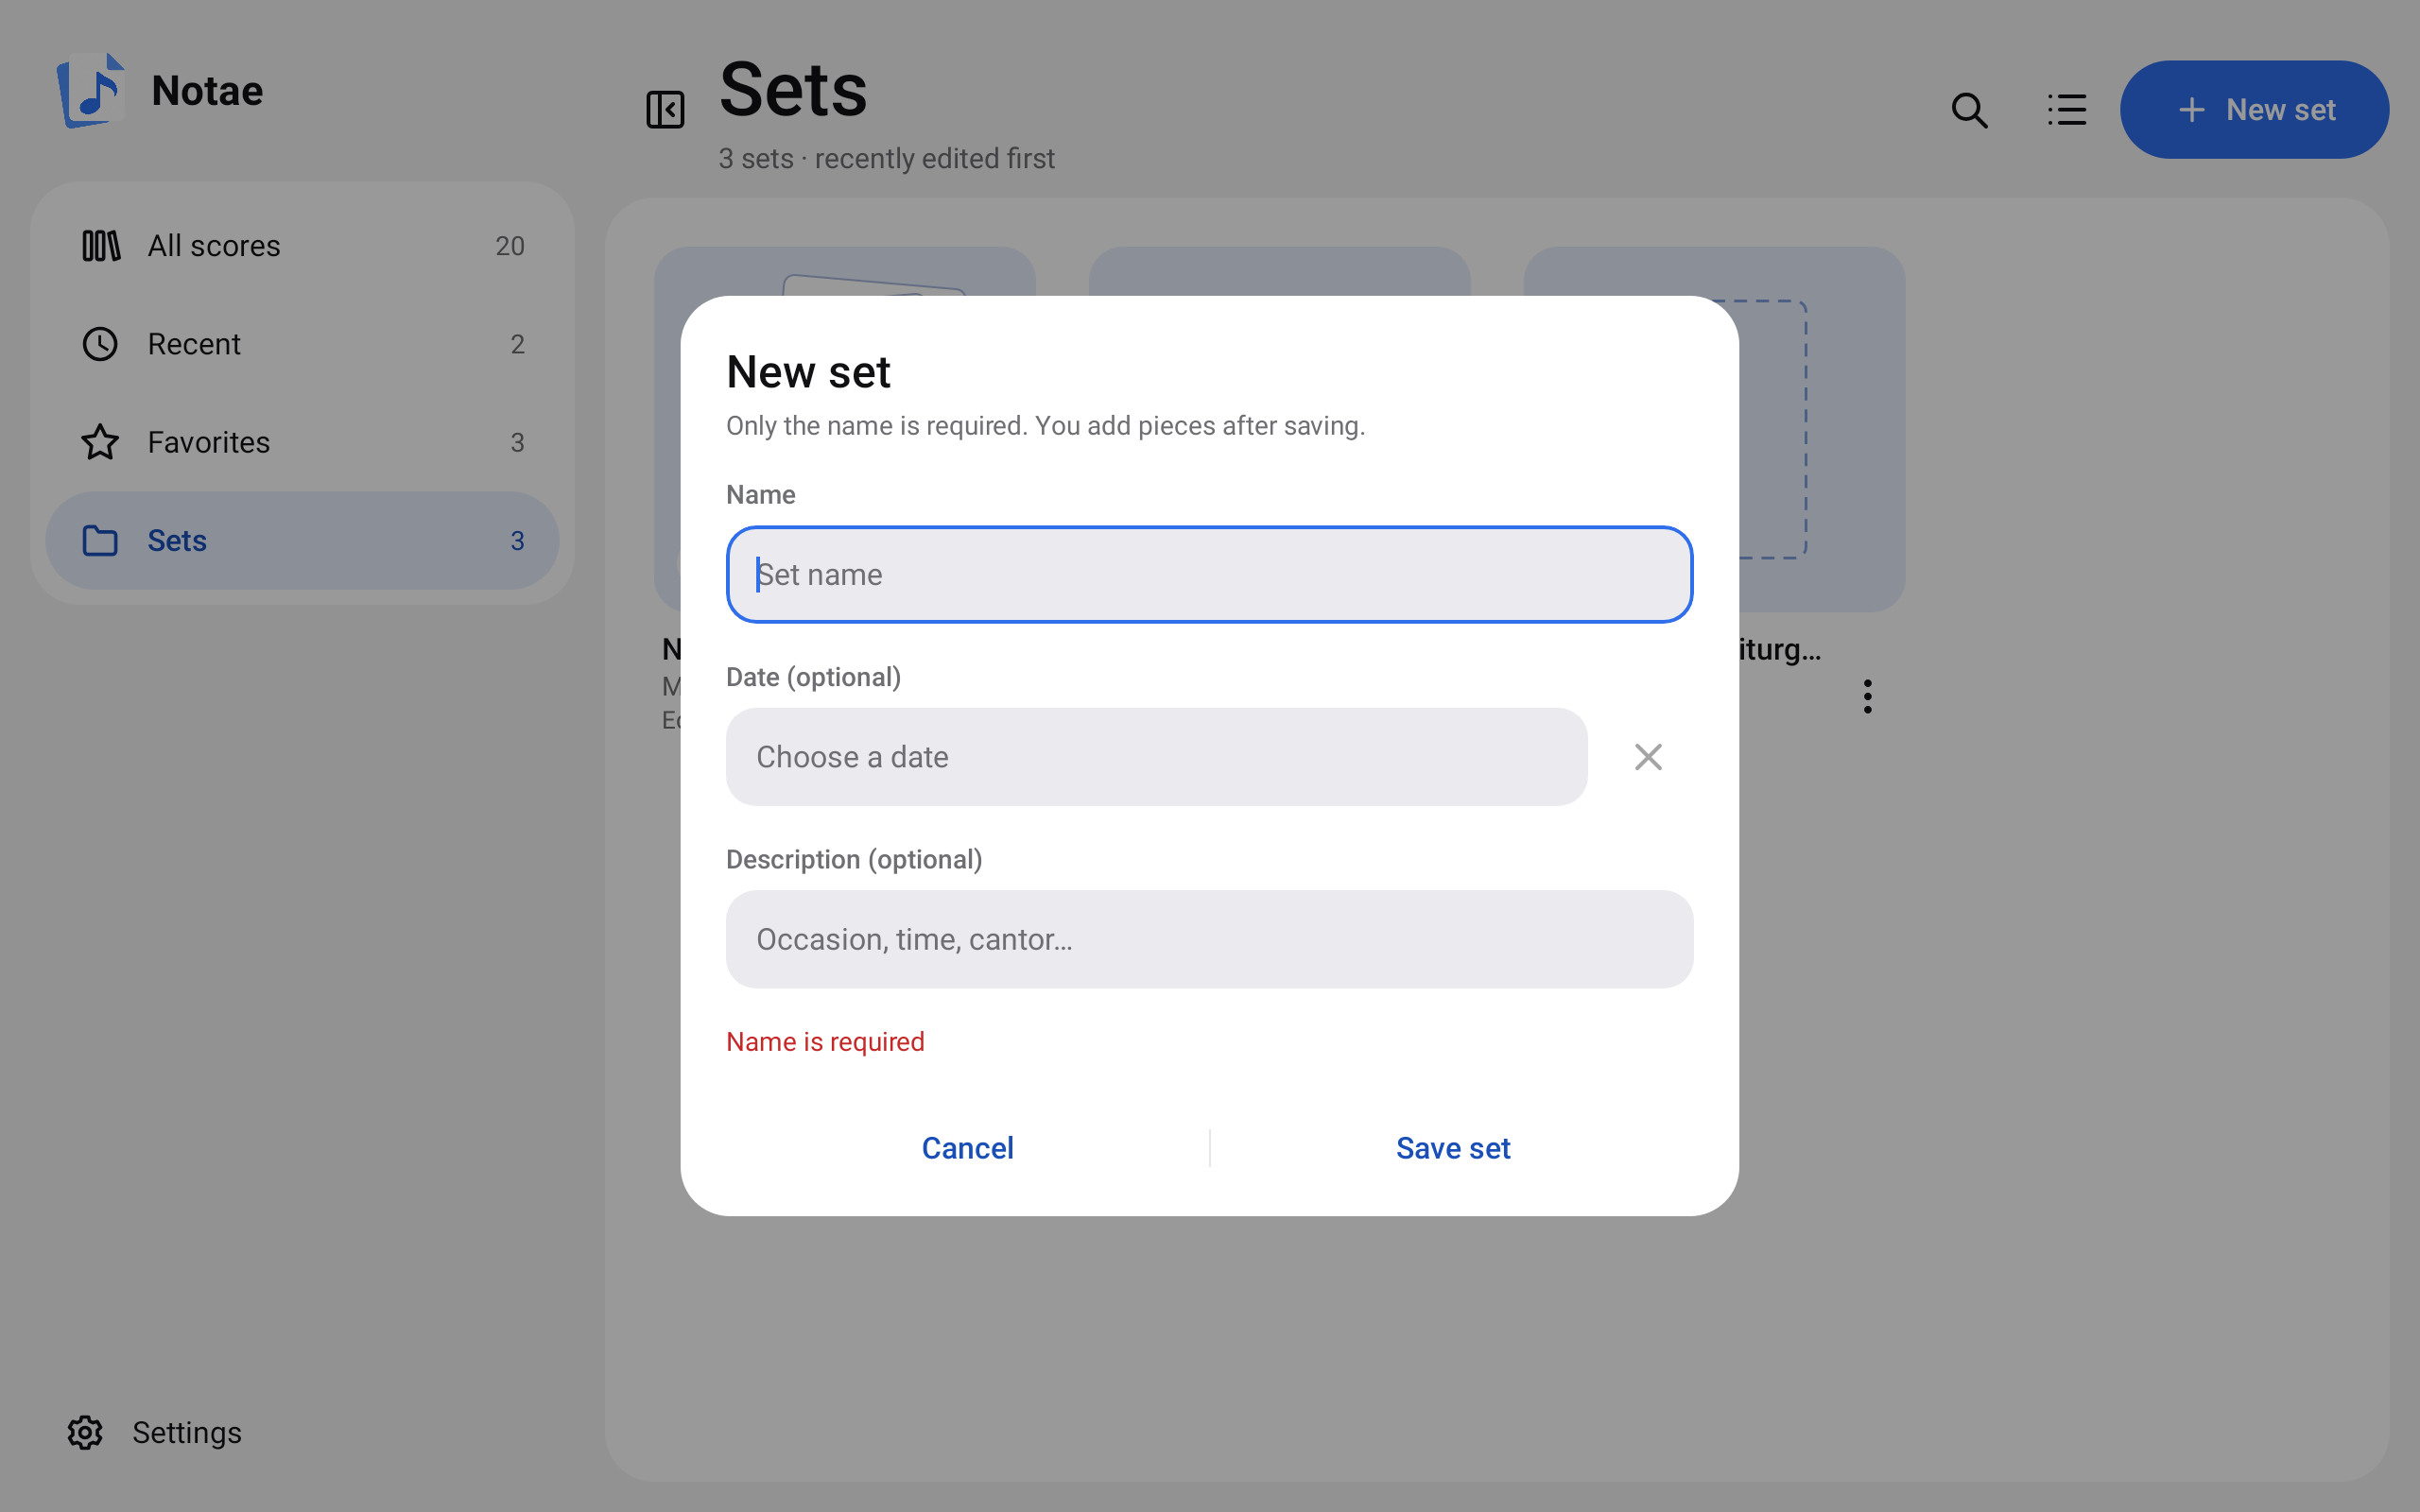 Notae
All scores 20
Recent 2
Favorites 3
Sets 3
Settings
Sets
3 sets · recently edited first
New set
New set
Only the name is required. You add pieces after saving.
Name
Set name
Date (optional)
Choose a date
Description (optional)
Occasion, time, cantor…
Name is required
Cancel
Save set